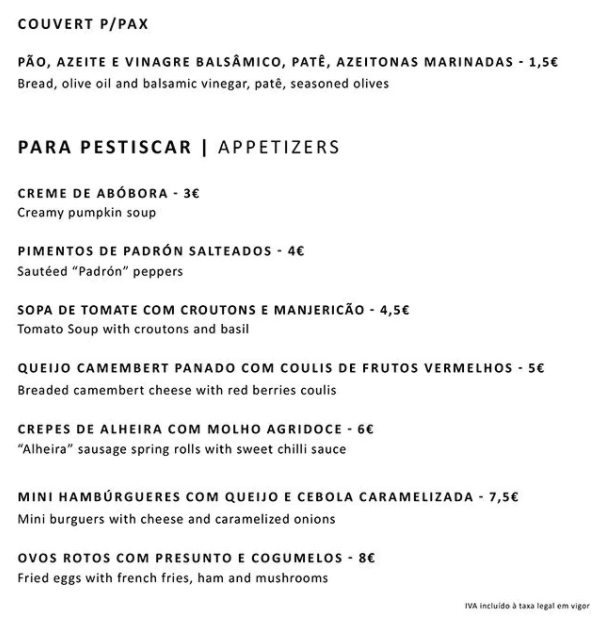 COUVERT P/PAX
PÃO, AZEITE E VINAGRE BALSÂMICO, PATÊ, AZEITONAS MARINADAS - 1,5€
Bread, olive oil and balsamic vinegar, patê, seasoned olives
PARA PESTISCAR | APPETIZERS
CREME DE ABÓBORA - 3€
Creamy pumpkin soup
PIMENTOS DE PADRÓN SALTEADOS - 4€
Sautéed “Padrón” peppers
SOPA DE TOMATE COM CROUTONS E MANJERICÃO - 4,5€
Tomato Soup with croutons and basil
QUEIJO CAMEMBERT PANADO COM COULIS DE FRUTOS VERMELHOS - 5€
Breaded camembert cheese with red berries coulis
CREPES DE ALHEIRA COM MOLHO AGRIDOCE - 6€
“Alheira” sausage spring rolls with sweet chilli sauce
MINI HAMBÚRGUERES COM QUEIJO E CEBOLA CARAMELIZADA - 7,5€
Mini burguers with cheese and caramelized onions
OVOS ROTOS COM PRESUNTO E COGUMELOS - 8€
Fried eggs with french fries, ham and mushrooms
IVA incluído à taxa legal em vigor